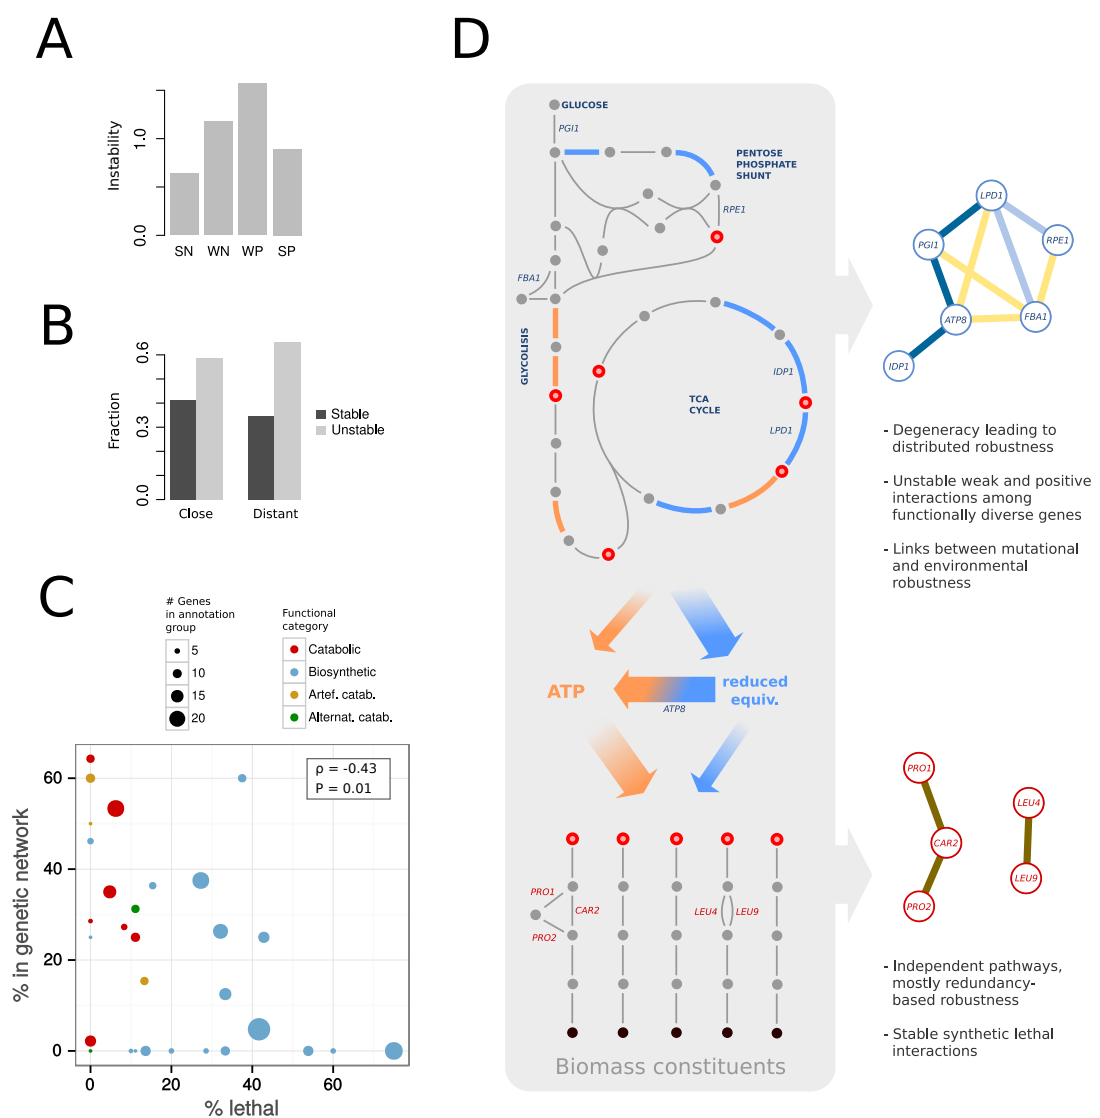 A
Instability
1.0
0.0
SN WN WP SP
B
Fraction
0.6
0.3
0.0
Close Distant
Stable
Unstable
C
# Genes
in annotation
group
5
10
15
20
Functional
category
Catabolic
Biosynthetic
Artef. catab.
Alternat. catab.
ρ = -0.43
P = 0.01
% in genetic network
60
40
20
0
0 20 40 60
% lethal
D
GLUCOSE
PGI1
PENTOSE
PHOSPHATE
SHUNT
RPE1
FBA1
GLYCOLISIS
IDP1
TCA
CYCLE
LPD1
ATP
reduced
equiv.
ATP8
PRO1
CAR2
PRO2
LEU4 LEU9
Biomass constituents
LPD1
PGI1
RPE1
ATP8
FBA1
IDP1
- Degeneracy leading to
distributed robustness
- Unstable weak and positive
interactions among
functionally diverse genes
- Links between mutational
and environmental
robustness
PRO1
LEU4
CAR2
LEU9
PRO2
- Independent pathways,
mostly redundancy-
based robustness
- Stable synthetic lethal
interactions